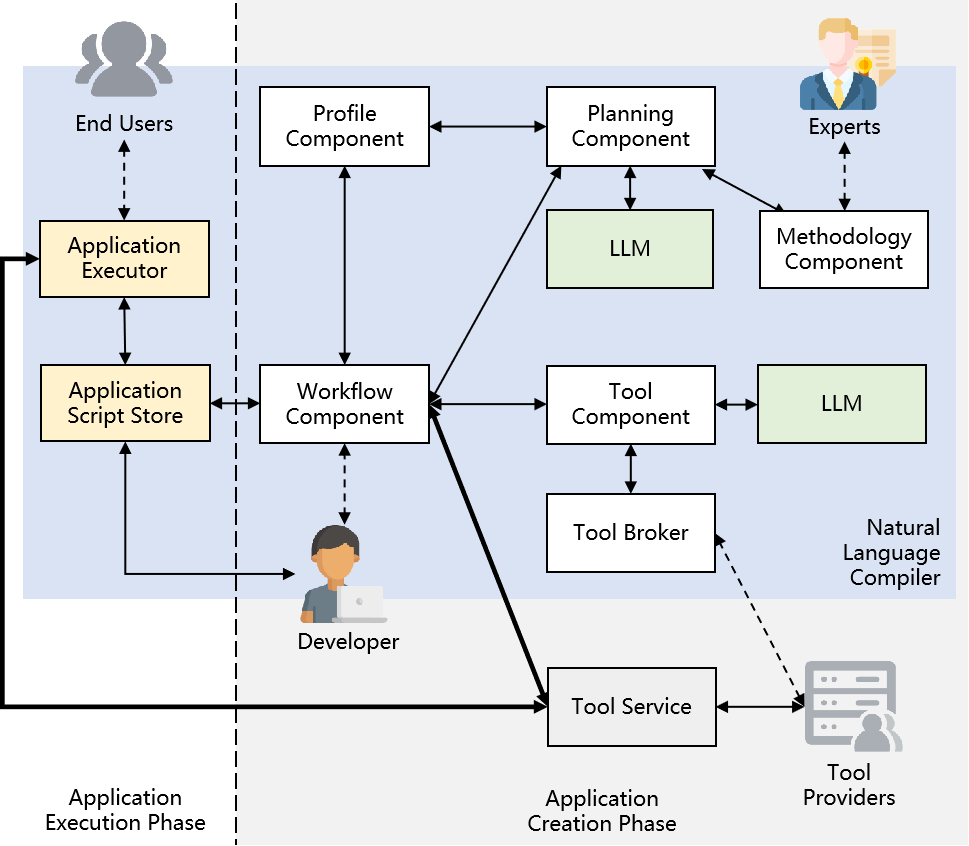 End Users
Profile
Component
Planning
Component
Experts
Application
Executor
LLM
Methodology
Component
Application
Script Store
Workflow
Component
Tool
Component
LLM
Tool Broker
Natural
Language
Compiler
Developer
Tool Service
Tool
Providers
Application
Execution Phase
Application
Creation Phase